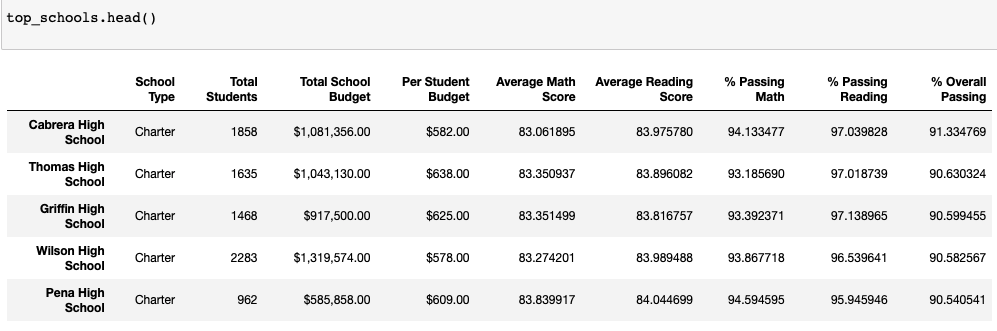 top_schools.head()
School Type Total Students Total School Budget Per Student Budget Average Math Score Average Reading Score % Passing Math % Passing Reading % Overall Passing
Cabrera High School Charter 1858 $1,081,356.00 $582.00 83.061895 83.975780 94.133477 97.039828 91.334769
Thomas High School Charter 1635 $1,043,130.00 $638.00 83.350937 83.896082 93.185690 97.018739 90.630324
Griffin High School Charter 1468 $917,500.00 $625.00 83.351499 83.816757 93.392371 97.138965 90.599455
Wilson High School Charter 2283 $1,319,574.00 $578.00 83.274201 83.989488 93.867718 96.539641 90.582567
Pena High School Charter 962 $585,858.00 $609.00 83.839917 84.044699 94.594595 95.945946 90.540541